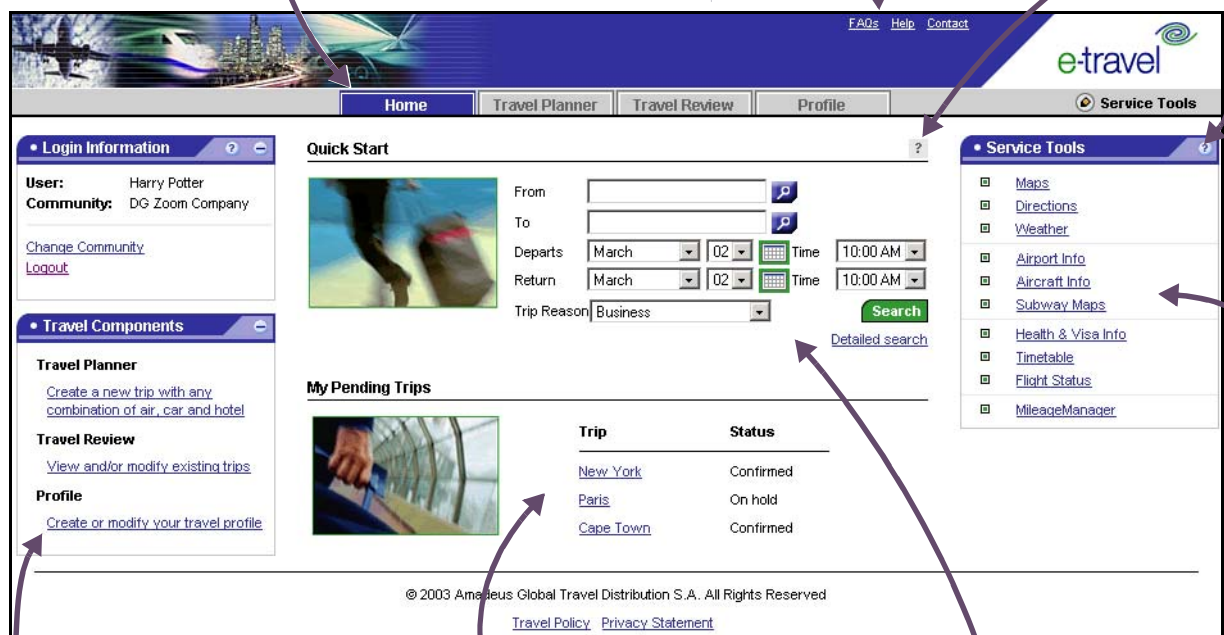 FAQs Help Contact
e-travel
Home Travel Planner Travel Review Profile Service Tools
• Login Information ? −
User: Harry Potter
Community: DG Zoom Company
Change Community
Logout
• Travel Components −
Travel Planner
Create a new trip with any
combination of air, car and hotel
Travel Review
View and/or modify existing trips
Profile
Create or modify your travel profile
Quick Start ?
From
To
Departs March 02 Time 10:00 AM
Return March 02 Time 10:00 AM
Trip Reason Business Search
Detailed search
My Pending Trips
Trip Status
New York Confirmed
Paris On hold
Cape Town Confirmed
• Service Tools ?
Maps
Directions
Weather
Airport Info
Aircraft Info
Subway Maps
Health & Visa Info
Timetable
Flight Status
MileageManager
© 2003 Amadeus Global Travel Distribution S.A. All Rights Reserved
Travel Policy Privacy Statement